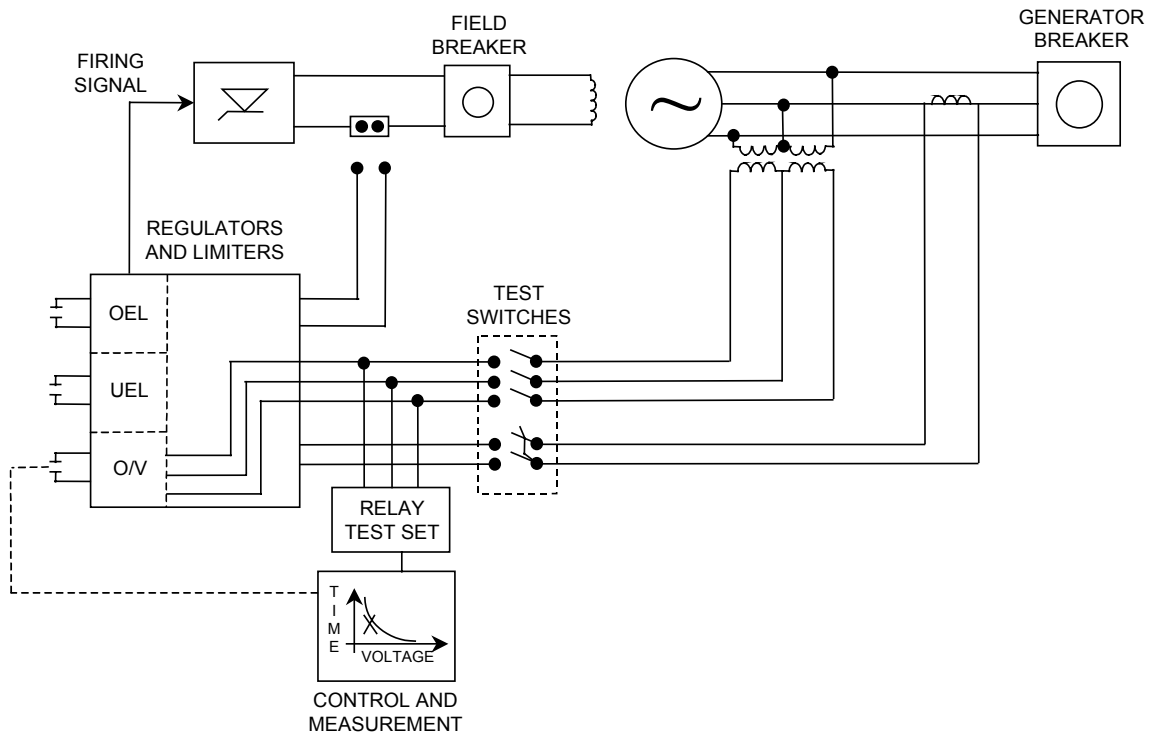 FIELD
BREAKER
GENERATOR
BREAKER
FIRING
SIGNAL
REGULATORS
AND LIMITERS
OEL
UEL
O/V
TEST
SWITCHES
RELAY
TEST SET
TIME
VOLTAGE
CONTROL AND
MEASUREMENT